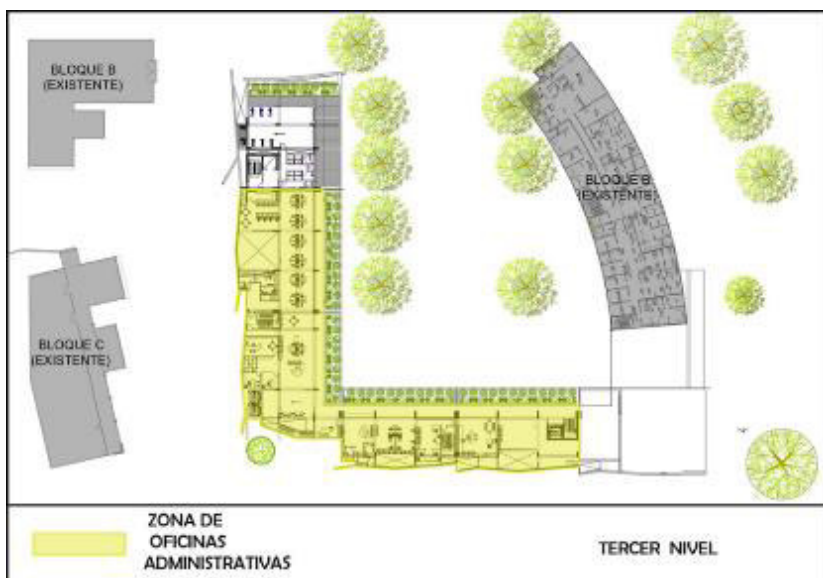 BLOQUE B
(EXISTENTE)
BLOQUE B
(EXISTENTE)
BLOQUE C
(EXISTENTE)
ZONA DE
OFICINAS
ADMINISTRATIVAS
TERCER NIVEL